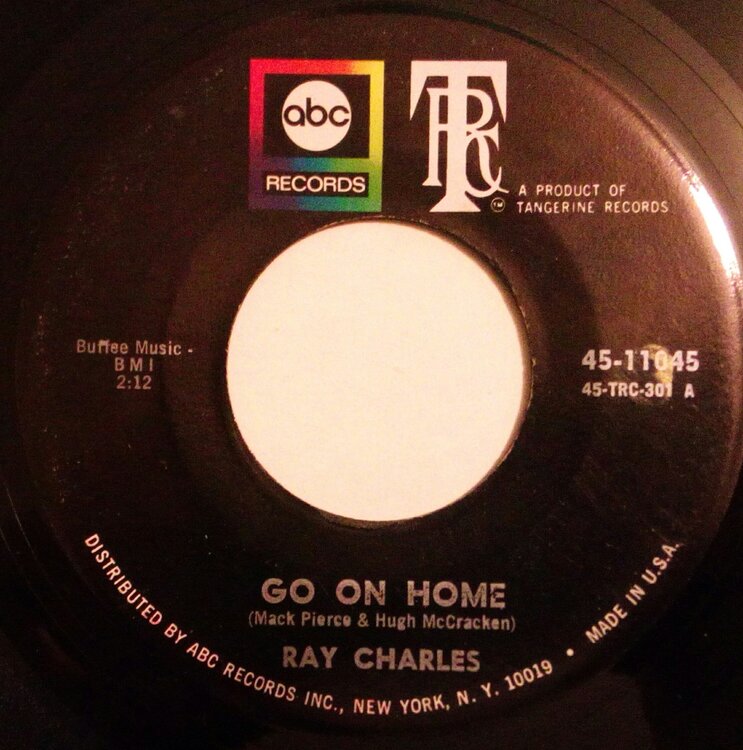 abc
RECORDS
TRC
TM
A PRODUCT OF
TANGERINE RECORDS
Buffee Music -
B M I
2:12
45-11045
45-TRC-301 A
GO ON HOME
(Mack Pierce & Hugh McCracken)
RAY CHARLES
DISTRIBUTED BY ABC RECORDS INC., NEW YORK, N. Y. 10019 • MADE IN U.S.A.